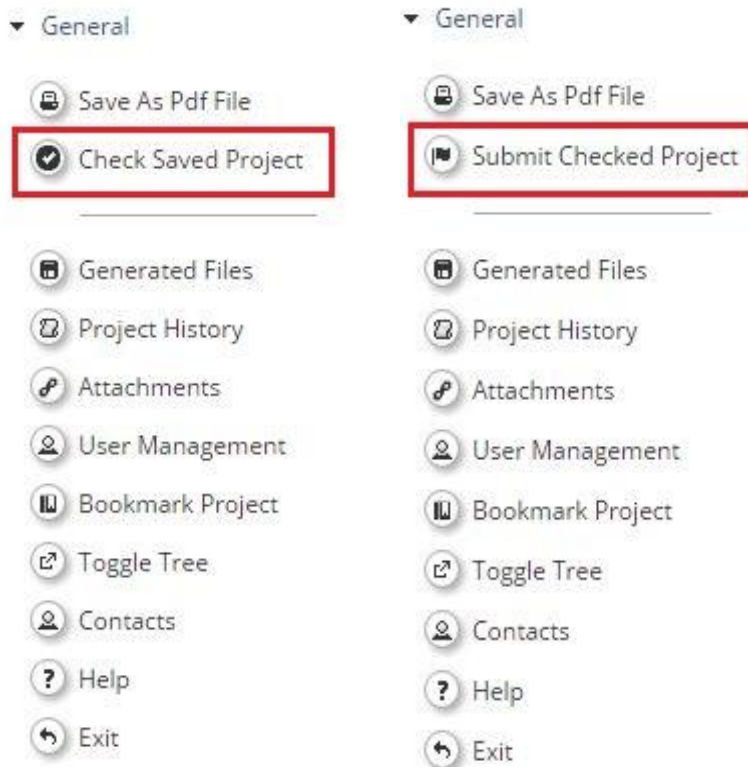 General
Save As Pdf File
Check Saved Project
Generated Files
Project History
Attachments
User Management
Bookmark Project
Toggle Tree
Contacts
? Help
Exit
General
Save As Pdf File
Submit Checked Project
Generated Files
Project History
Attachments
User Management
Bookmark Project
Toggle Tree
Contacts
? Help
Exit